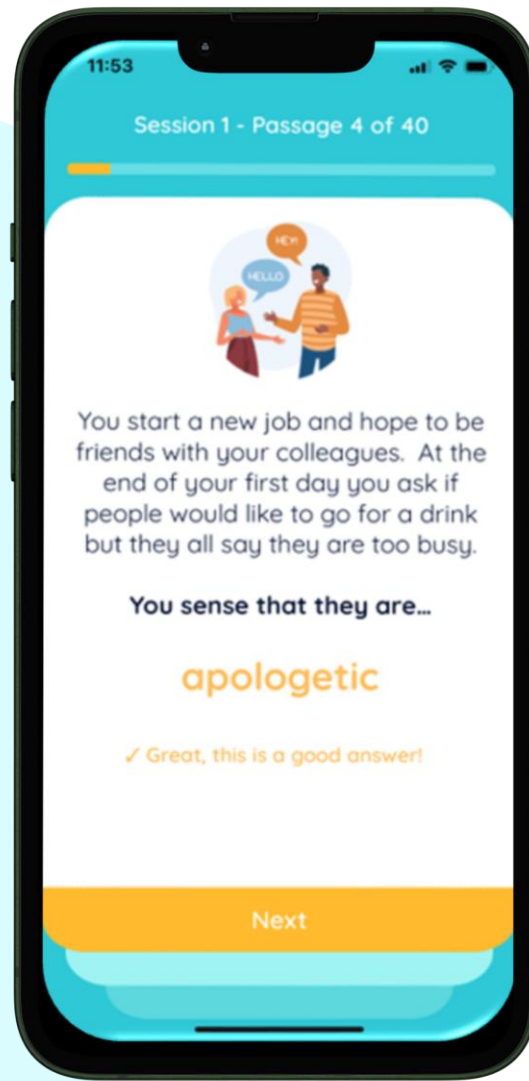 11:53
Session 1 - Passage 4 of 40
HEY!
HELLO
You start a new job and hope to be
friends with your colleagues. At the
end of your first day you ask if
people would like to go for a drink
but they all say they are too busy.
You sense that they are...
apologetic
✓ Great, this is a good answer!
Next